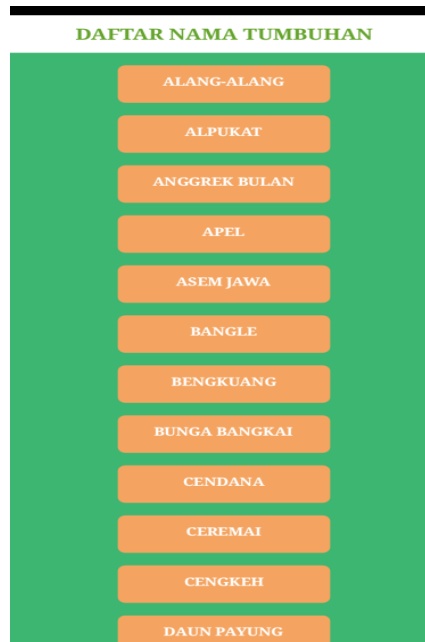 DAFTAR NAMA TUMBUHAN
ALANG-ALANG
ALPUKAT
ANGGREK BULAN
APEL
ASEM JAWA
BANGLE
BENGKUANG
BUNGA BANGKAI
CENDANA
CEREMAI
CENGKEH
DAUN PAYUNG